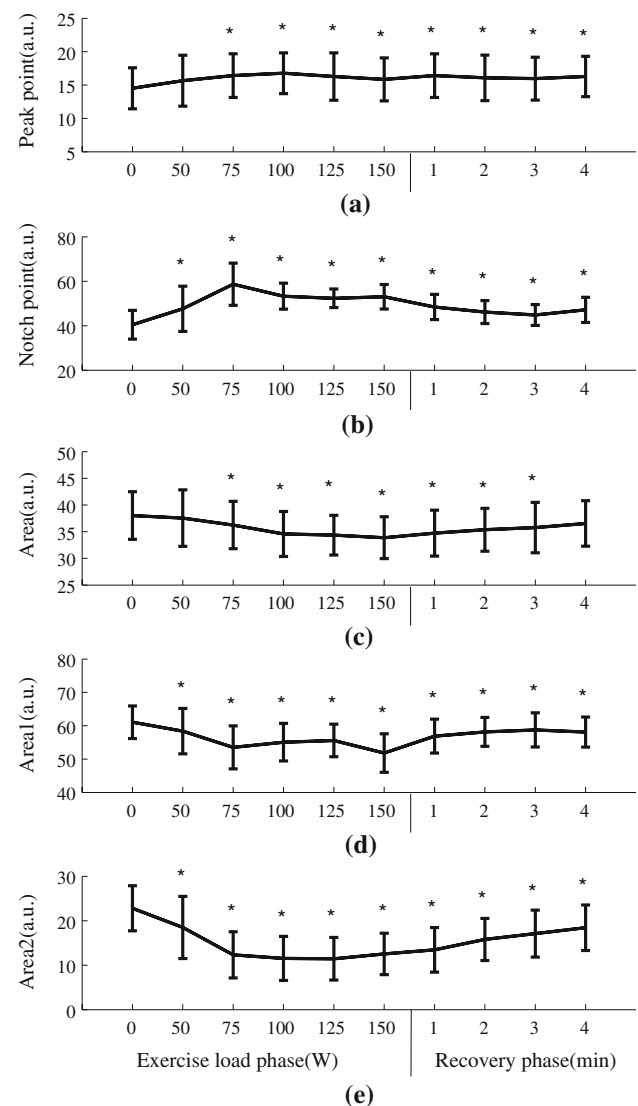 25
20
15
10
5
Peak point(a.u.)
* * * * * * * *
0 50 75 100 125 150 1 2 3 4
(a)
80
60
40
20
Notch point(a.u.)
* * * * * * * * *
0 50 75 100 125 150 1 2 3 4
(b)
50
45
40
35
30
25
Area(a.u.)
* * * * * * *
0 50 75 100 125 150 1 2 3 4
(c)
80
70
60
50
40
Area1(a.u.)
* * * * * * * * *
0 50 75 100 125 150 1 2 3 4
(d)
30
20
10
0
Area2(a.u.)
* * * * * * * * *
0 50 75 100 125 150 1 2 3 4
Exercise load phase(W) Recovery phase(min)
(e)